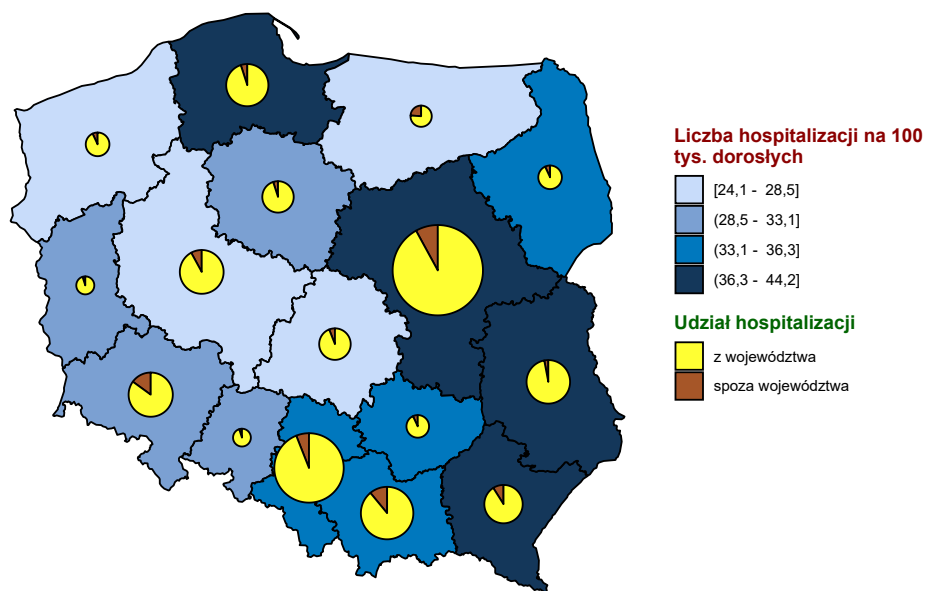 Liczba hospitalizacji na 100
tys. dorosłych
[24,1 - 28,5]
(28,5 - 33,1]
(33,1 - 36,3]
(36,3 - 44,2]
Udział hospitalizacji
z województwa
spoza województwa